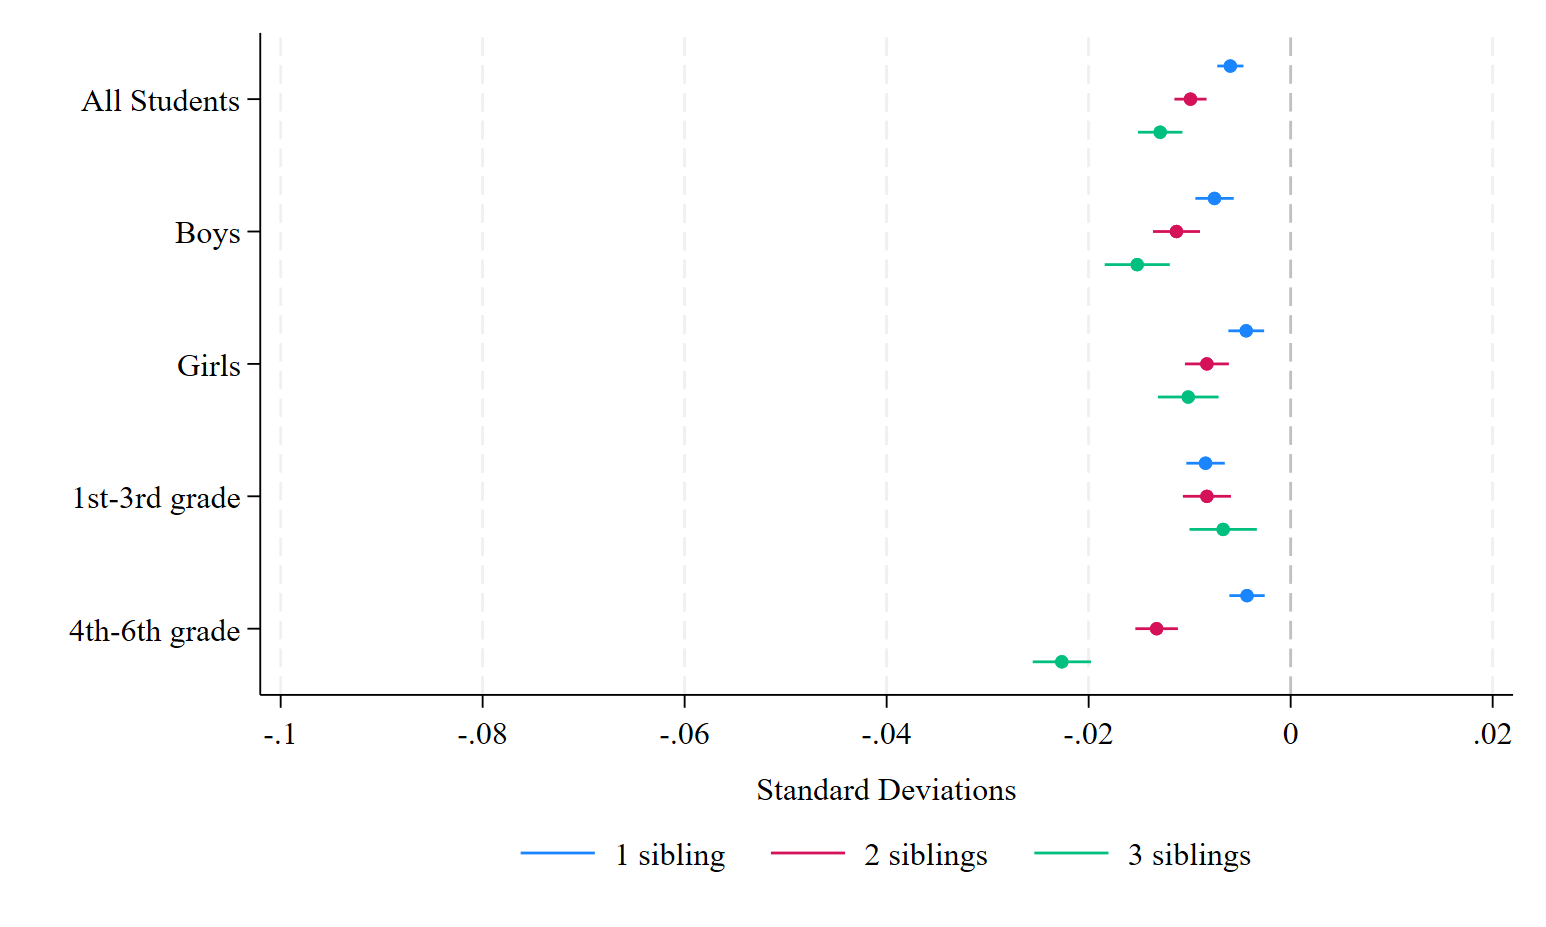 All Students
Boys
Girls
1st-3rd grade
4th-6th grade
-.1 -.08 -.06 -.04 -.02 0 .02
Standard Deviations
1 sibling 2 siblings 3 siblings